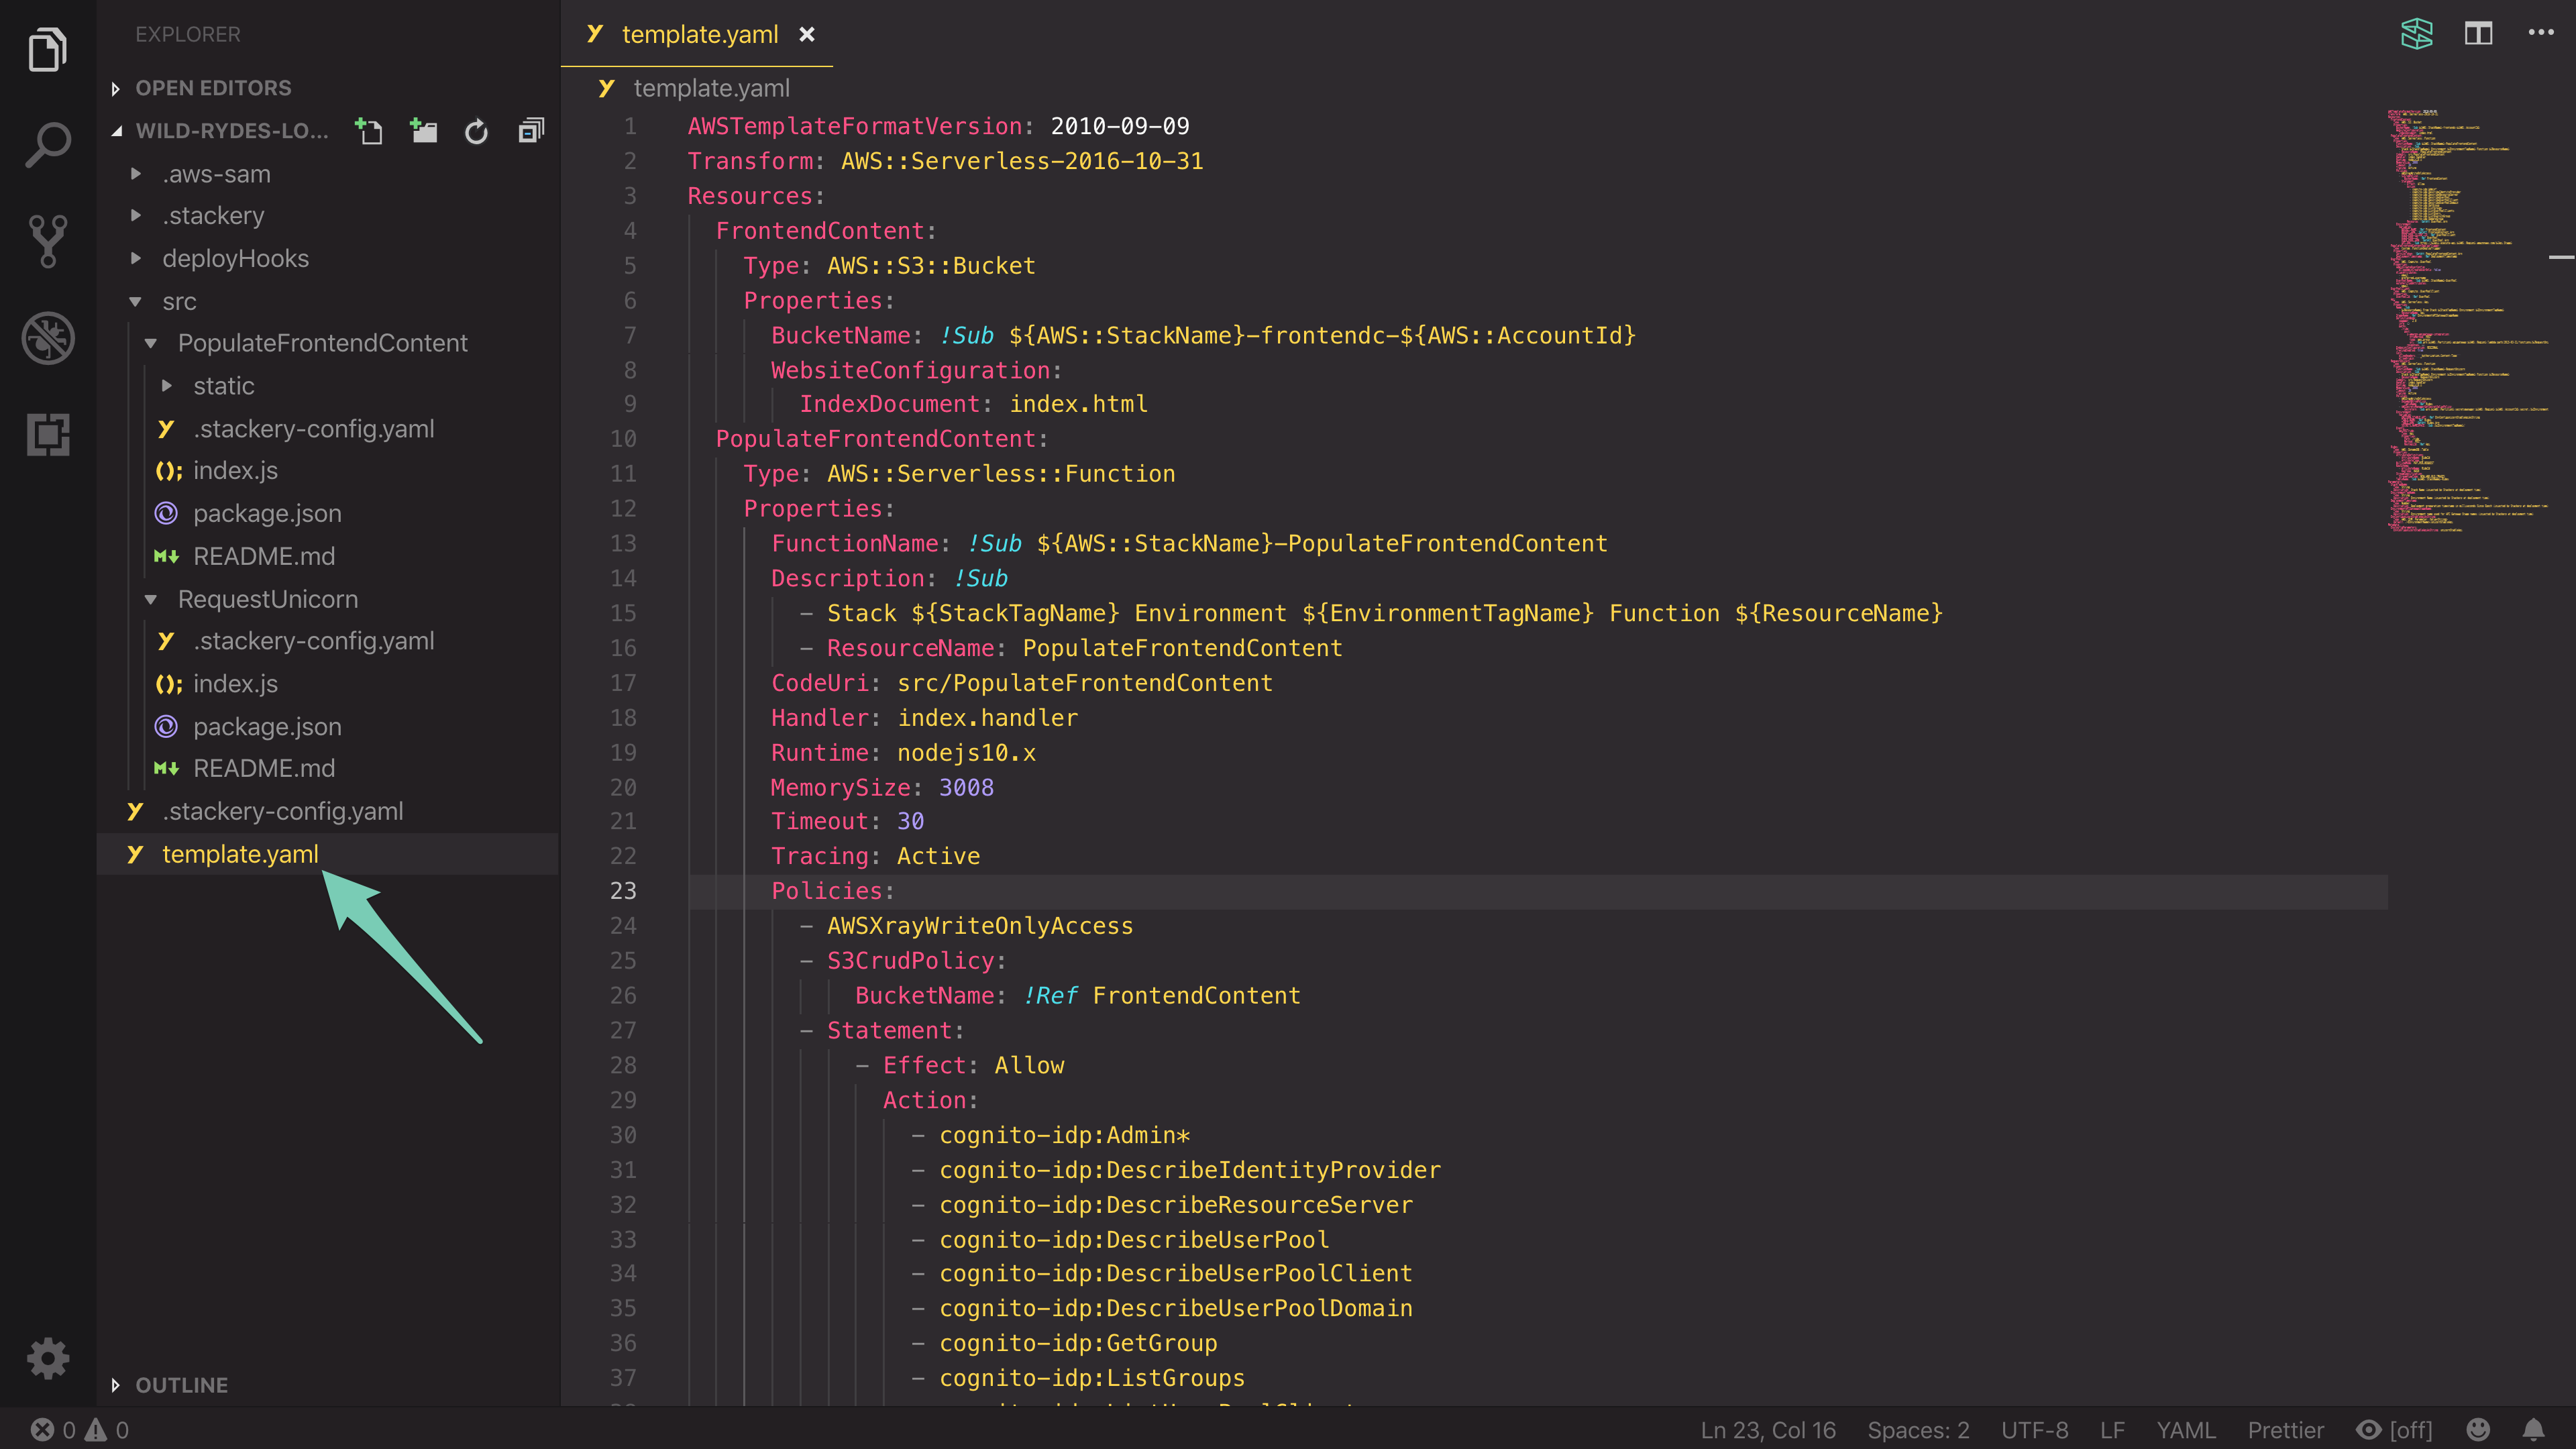 EXPLORER
OPEN EDITORS
WILD-RYDES-LO...
.aws-sam
.stackery
deployHooks
src
PopulateFrontendContent
static
.stackery-config.yaml
index.js
package.json
README.md
RequestUnicorn
.stackery-config.yaml
index.js
package.json
README.md
.stackery-config.yaml
template.yaml
OUTLINE
template.yaml
template.yaml
1 AWSTemplateFormatVersion: 2010-09-09
2 Transform: AWS::Serverless-2016-10-31
3 Resources:
4 FrontendContent:
5 Type: AWS::S3::Bucket
6 Properties:
7 BucketName: !Sub ${AWS::StackName}-frontendc-${AWS::AccountId}
8 WebsiteConfiguration:
9 IndexDocument: index.html
10 PopulateFrontendContent:
11 Type: AWS::Serverless::Function
12 Properties:
13 FunctionName: !Sub ${AWS::StackName}-PopulateFrontendContent
14 Description: !Sub
15 - Stack ${StackTagName} Environment ${EnvironmentTagName} Function ${ResourceName}
16 - ResourceName: PopulateFrontendContent
17 CodeUri: src/PopulateFrontendContent
18 Handler: index.handler
19 Runtime: nodejs10.x
20 MemorySize: 3008
21 Timeout: 30
22 Tracing: Active
23 Policies:
24 - AWSXrayWriteOnlyAccess
25 - S3CrudPolicy:
26 BucketName: !Ref FrontendContent
27 - Statement:
28 - Effect: Allow
29 Action:
30 - cognito-idp:Admin*
31 - cognito-idp:DescribeIdentityProvider
32 - cognito-idp:DescribeResourceServer
33 - cognito-idp:DescribeUserPool
34 - cognito-idp:DescribeUserPoolClient
35 - cognito-idp:DescribeUserPoolDomain
36 - cognito-idp:GetGroup
37 - cognito-idp:ListGroups
0 0
Ln 23, Col 16 Spaces: 2 UTF-8 LF YAML Prettier [off]